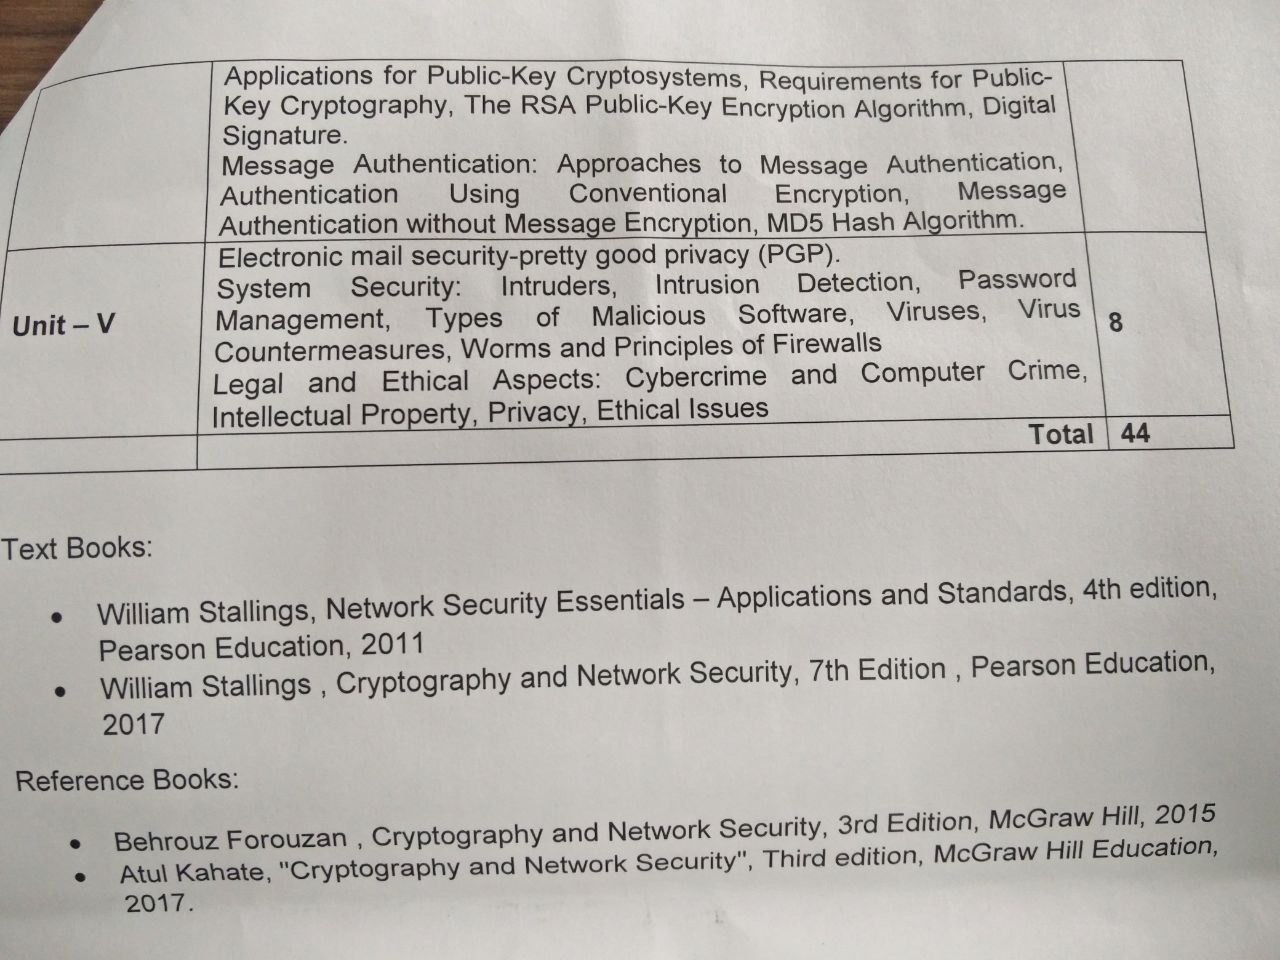 Applications for Public-Key Cryptosystems, Requirements for Public-
Key Cryptography, The RSA Public-Key Encryption Algorithm, Digital
Signature.
Message Authentication: Approaches to Message Authentication,
Authentication Using Conventional Encryption, Message
Authentication without Message Encryption, MD5 Hash Algorithm.
Electronic mail security-pretty good privacy (PGP).
System Security: Intruders, Intrusion Detection, Password
Unit – V
Management, Types of Malicious Software, Viruses, Virus
8
Countermeasures, Worms and Principles of Firewalls
Legal and Ethical Aspects: Cybercrime and Computer Crime,
Intellectual Property, Privacy, Ethical Issues
Total 44
Text Books:
• William Stallings, Network Security Essentials – Applications and Standards, 4th edition,
Pearson Education, 2011
• William Stallings , Cryptography and Network Security, 7th Edition , Pearson Education,
2017
Reference Books:
• Behrouz Forouzan , Cryptography and Network Security, 3rd Edition, McGraw Hill, 2015
• Atul Kahate, "Cryptography and Network Security", Third edition, McGraw Hill Education,
2017.